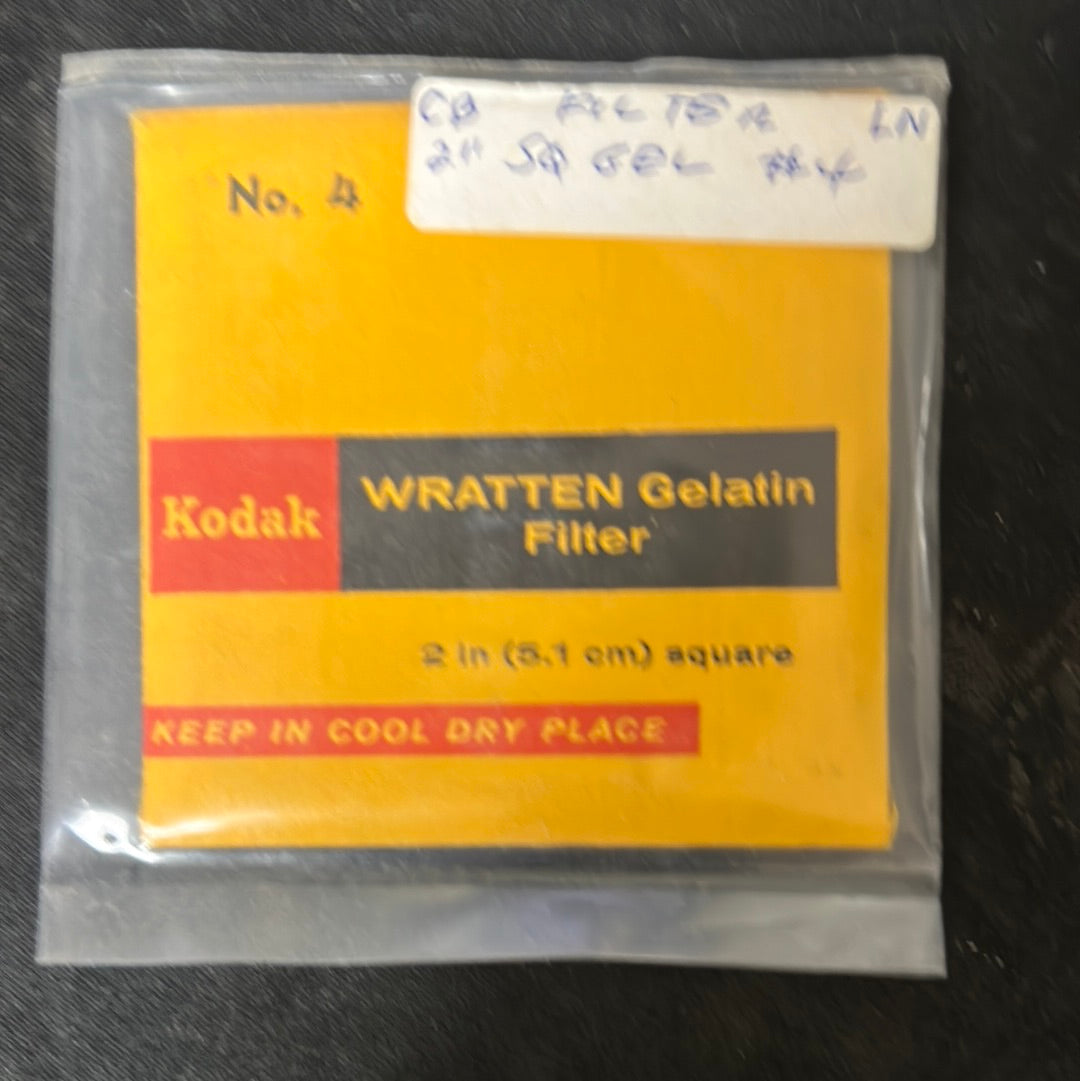 CB FILTER LN
2" SQ GEL #4
No. 4
Kodak
WRATTEN Gelatin
Filter
2 in (5.1 cm) square
KEEP IN COOL DRY PLACE